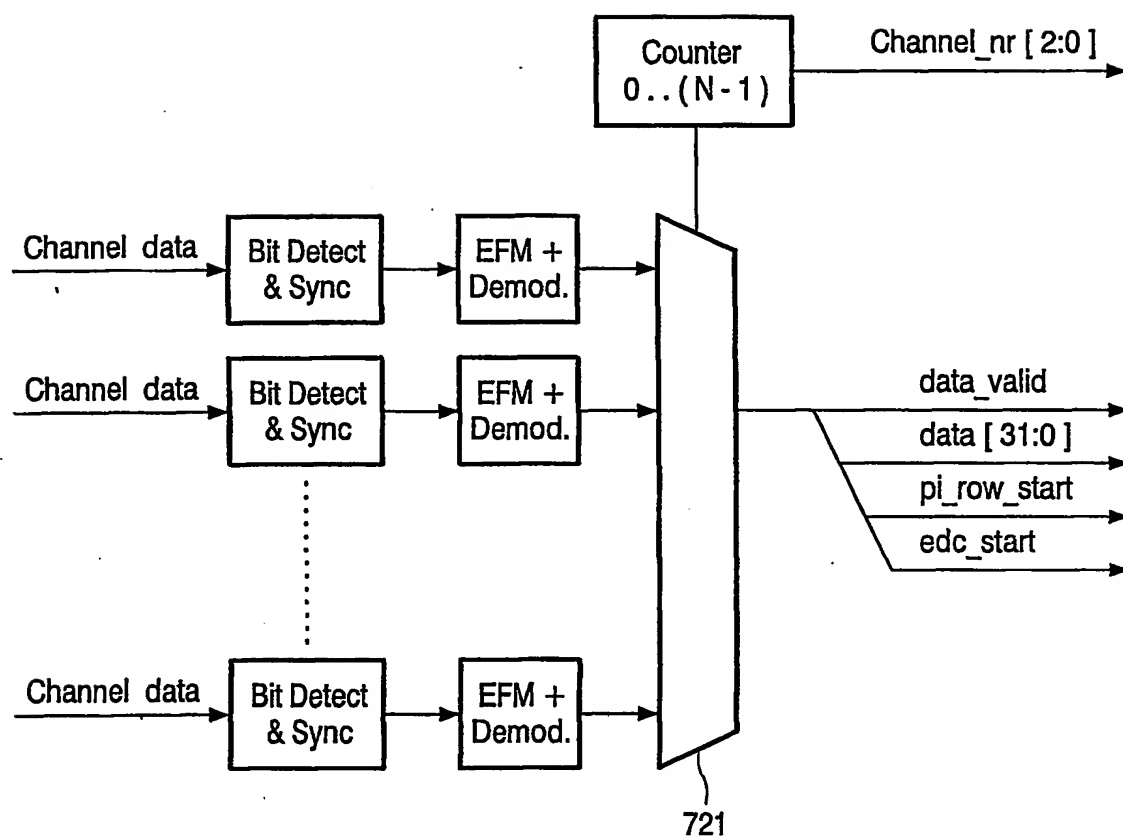 Counter
0 . . ( N - 1 )
Channel_nr [ 2:0 ]
Channel data
Bit Detect
& Sync
EFM +
Demod.
Channel data
Bit Detect
& Sync
EFM +
Demod.
data_valid
data [ 31:0 ]
pi_row_start
edc_start
Channel data
Bit Detect
& Sync
EFM +
Demod.
721